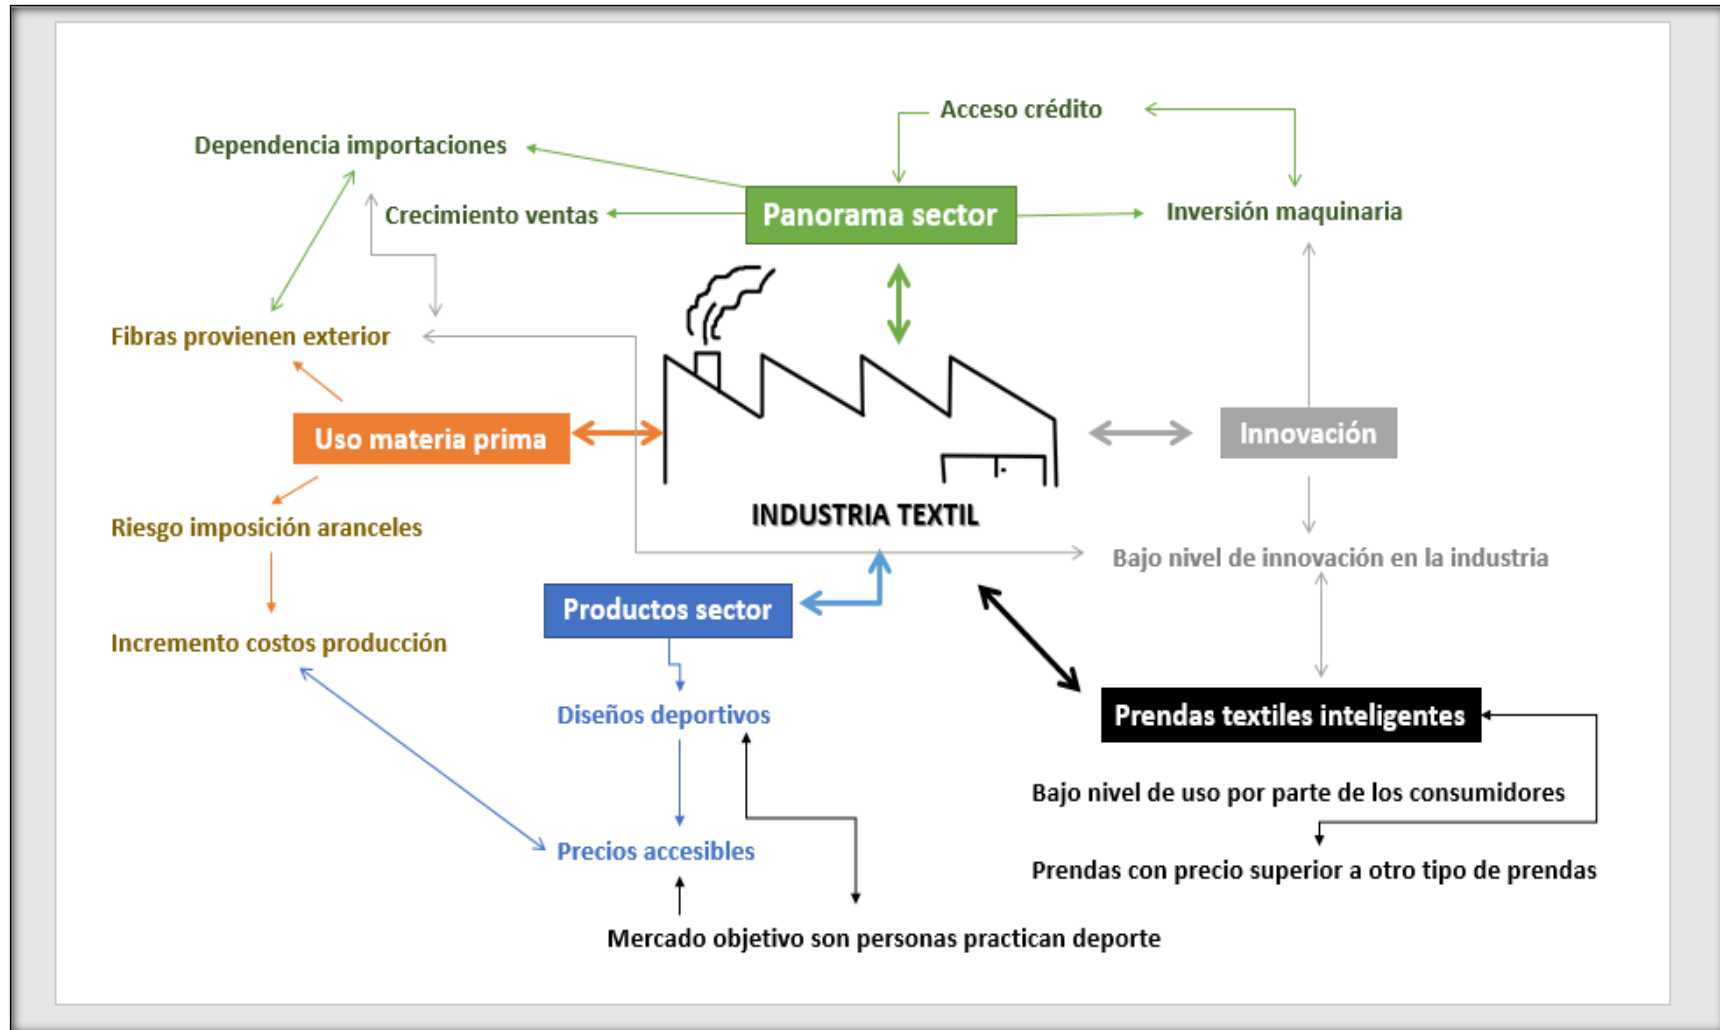 Acceso crédito
Dependencia importaciones
Crecimiento ventas
Panorama sector
Inversión maquinaria
Fibras provienen exterior
Uso materia prima
Innovación
INDUSTRIA TEXTIL
Riesgo imposición aranceles
Bajo nivel de innovación en la industria
Productos sector
Incremento costos producción
Diseños deportivos
Prendas textiles inteligentes
Bajo nivel de uso por parte de los consumidores
Precios accesibles
Prendas con precio superior a otro tipo de prendas
Mercado objetivo son personas practican deporte